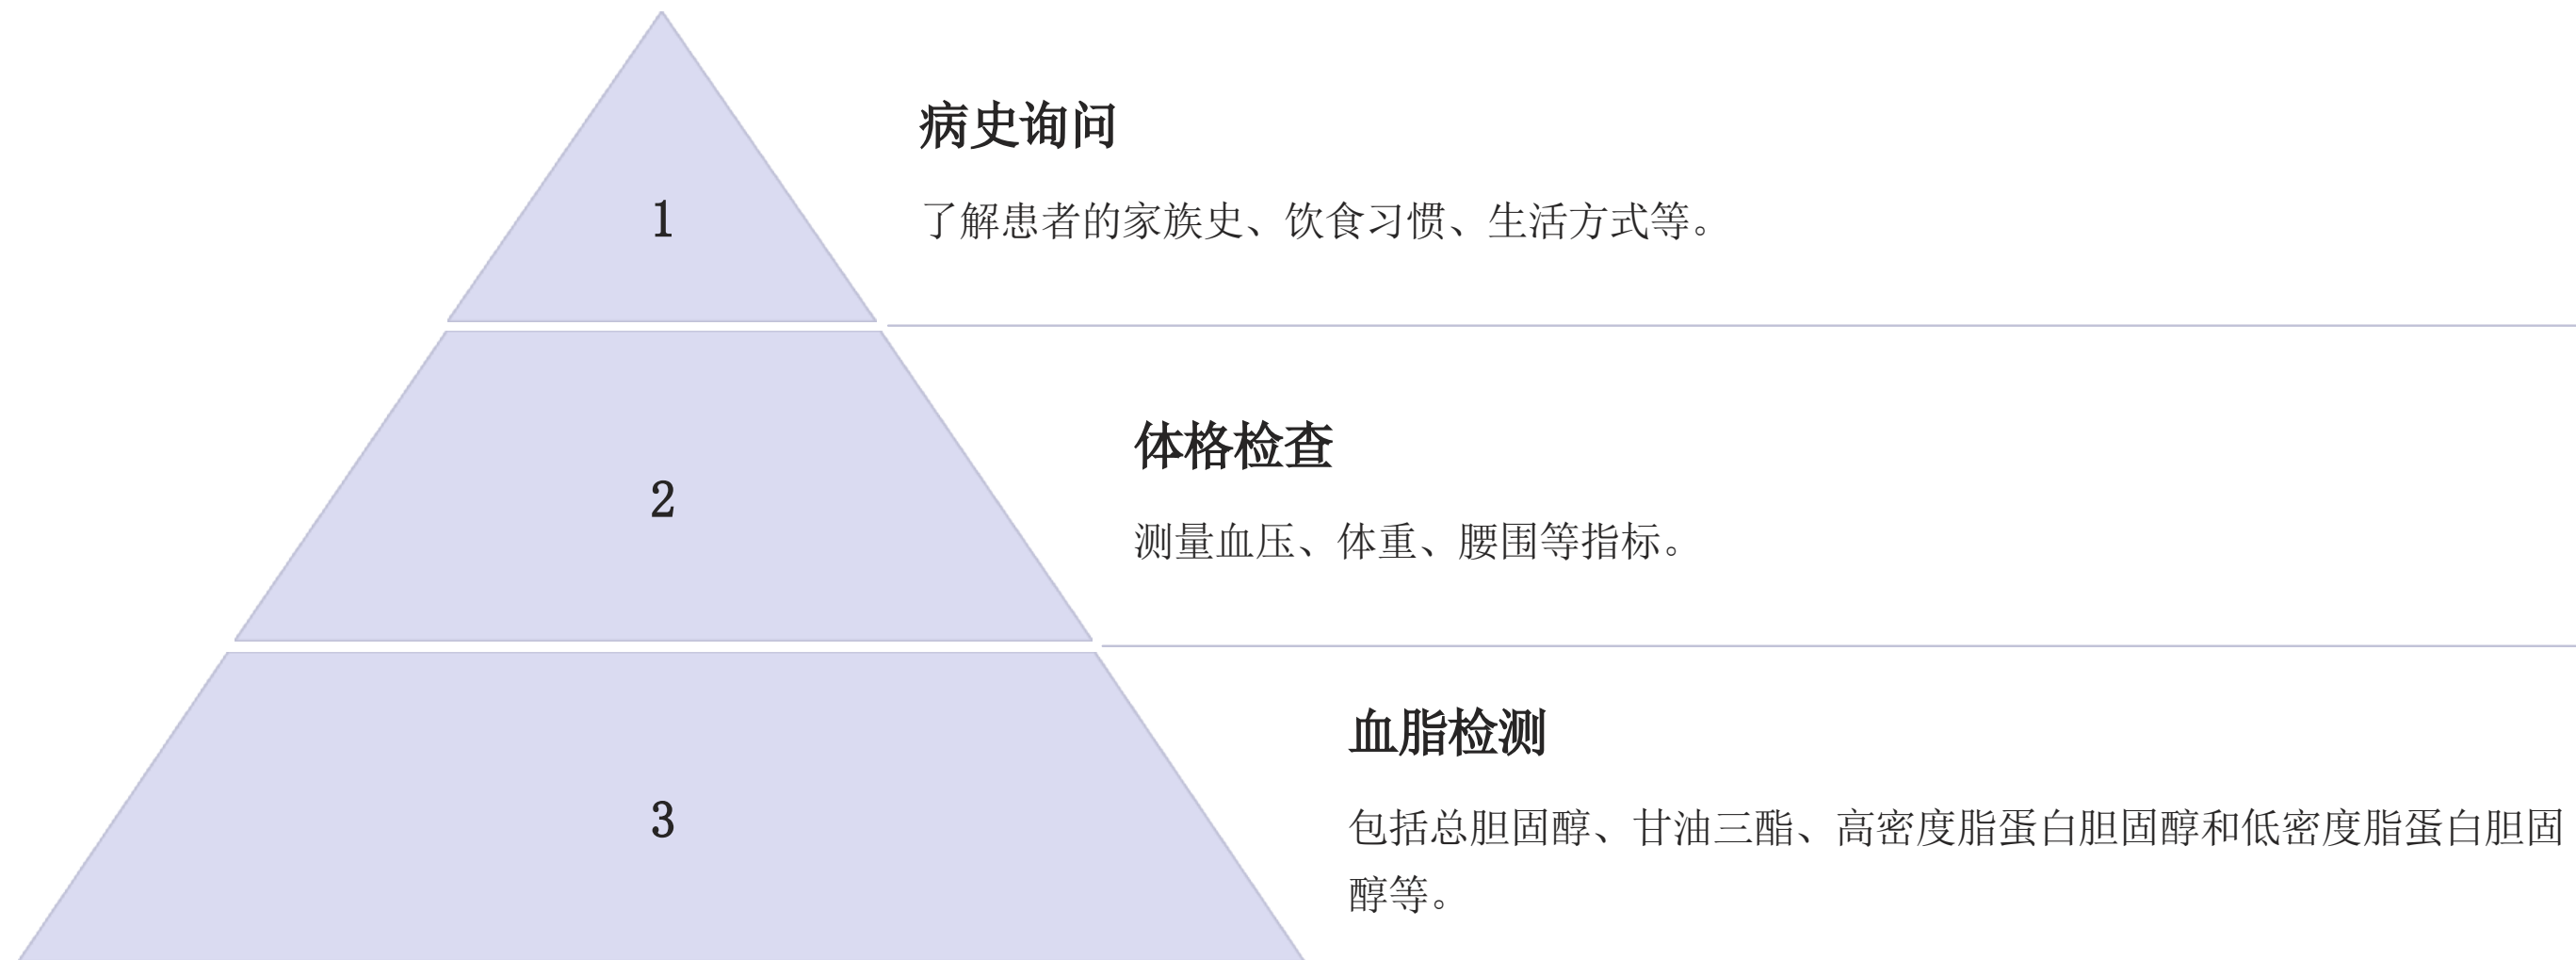 病史询问
1
了解患者的家族史、饮食习惯、生活方式等。
体格检查
2
测量血压、体重、腰围等指标。
血脂检测
3
包括总胆固醇、甘油三酯、高密度脂蛋白胆固醇和低密度脂蛋白胆固
醇等。